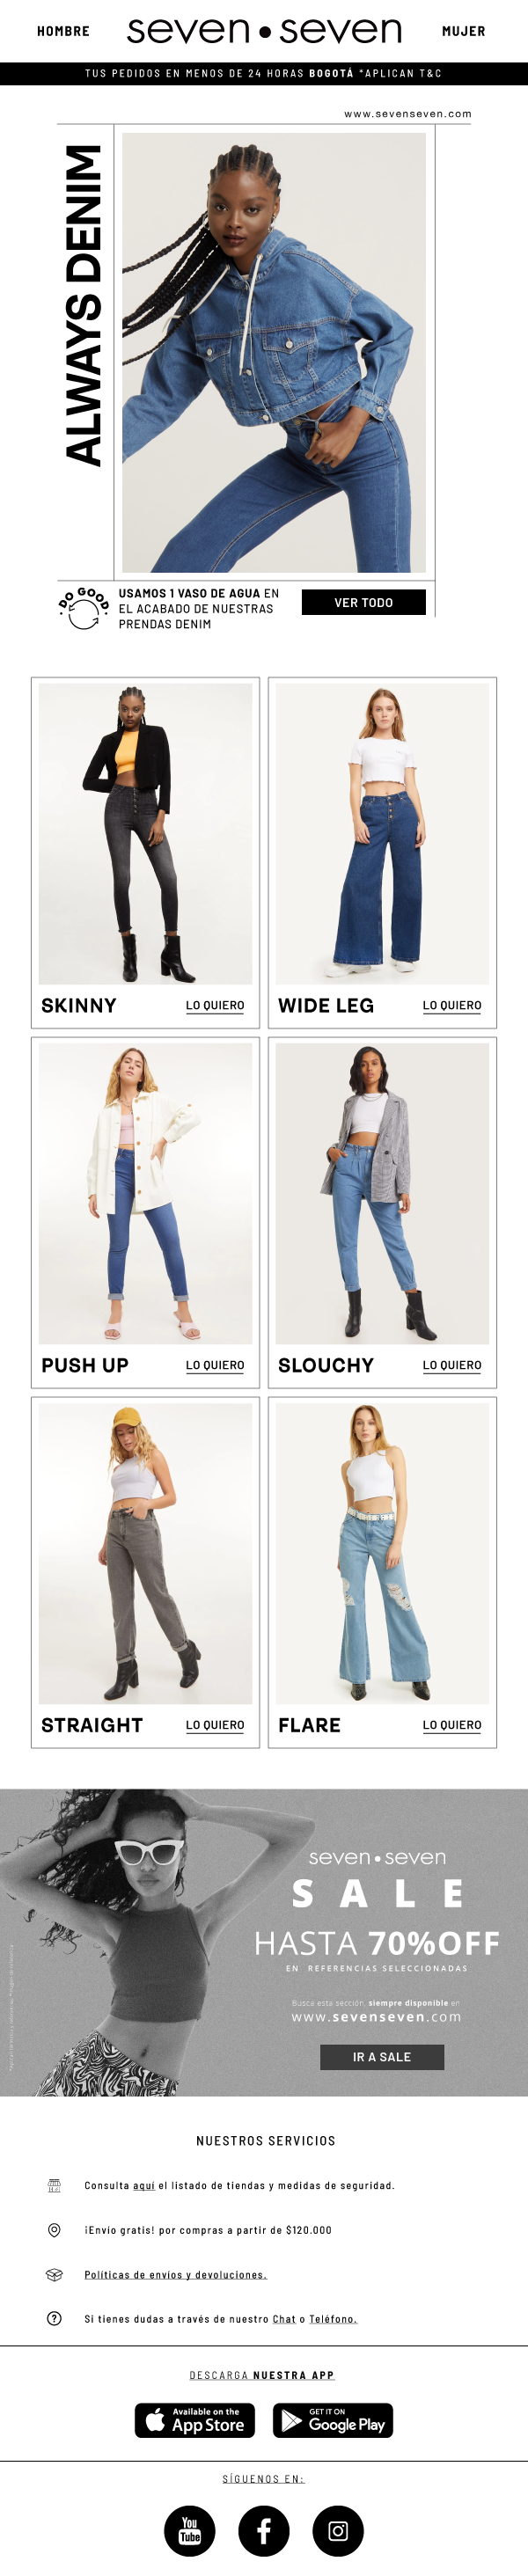 HOMBRE
seven•seven
MUJER
TUS PEDIDOS EN MENOS DE 24 HORAS BOGOTÁ *APLICAN T&C
www.sevenseven.com
ALWAYS DENIM
DO GOOD
USAMOS 1 VASO DE AGUA EN
EL ACABADO DE NUESTRAS
PRENDAS DENIM
VER TODO
SKINNY
LO QUIERO
WIDE LEG
LO QUIERO
PUSH UP
LO QUIERO
SLOUCHY
LO QUIERO
STRAIGHT
LO QUIERO
FLARE
LO QUIERO
seven•seven
SALE
HASTA 70%OFF
EN REFERENCIAS SELECCIONADAS
Busca esta sección, siempre disponible en
www.sevenseven.com
IR A SALE
NUESTROS SERVICIOS
Consulta aquí el listado de tiendas y medidas de seguridad.
¡Envío gratis! por compras a partir de $120.000
Políticas de envíos y devoluciones.
Si tienes dudas a través de nuestro Chat o Teléfono.
DESCARGA NUESTRA APP
Available on the
App Store
GET IT ON
Google Play
SÍGUENOS EN:
You
Tube